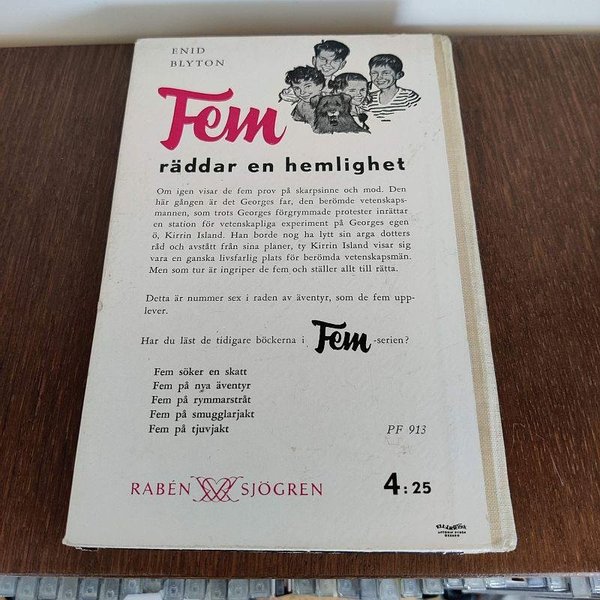 ENID
BLYTON
Fem
räddar en hemlighet
Om igen visar de fem prov på skarpsinne och mod. Den
här gången är det Georges far, den berömde vetenskaps-
mannen, som trots Georges förgrymmade protester inrättat
en station för vetenskapliga experiment på Georges egen
ö, Kirrin Island. Han borde nog ha lytt sin arga dotters
råd och avstått från sina planer, ty Kirrin Island visar sig
vara en ganska livsfarlig plats för berömda vetenskapsmän.
Men som tur är ingriper de fem och ställer allt till rätta.
Detta är nummer sex i raden av äventyr, som de fem upp-
lever.
Har du läst de tidigare böckerna i Fem-serien?
Fem söker en skatt
Fem på nya äventyr
Fem på rymmarstråt
Fem på smugglarjakt
Fem på tjuvjakt
PF 913
RABÉN SJÖGREN
4:25